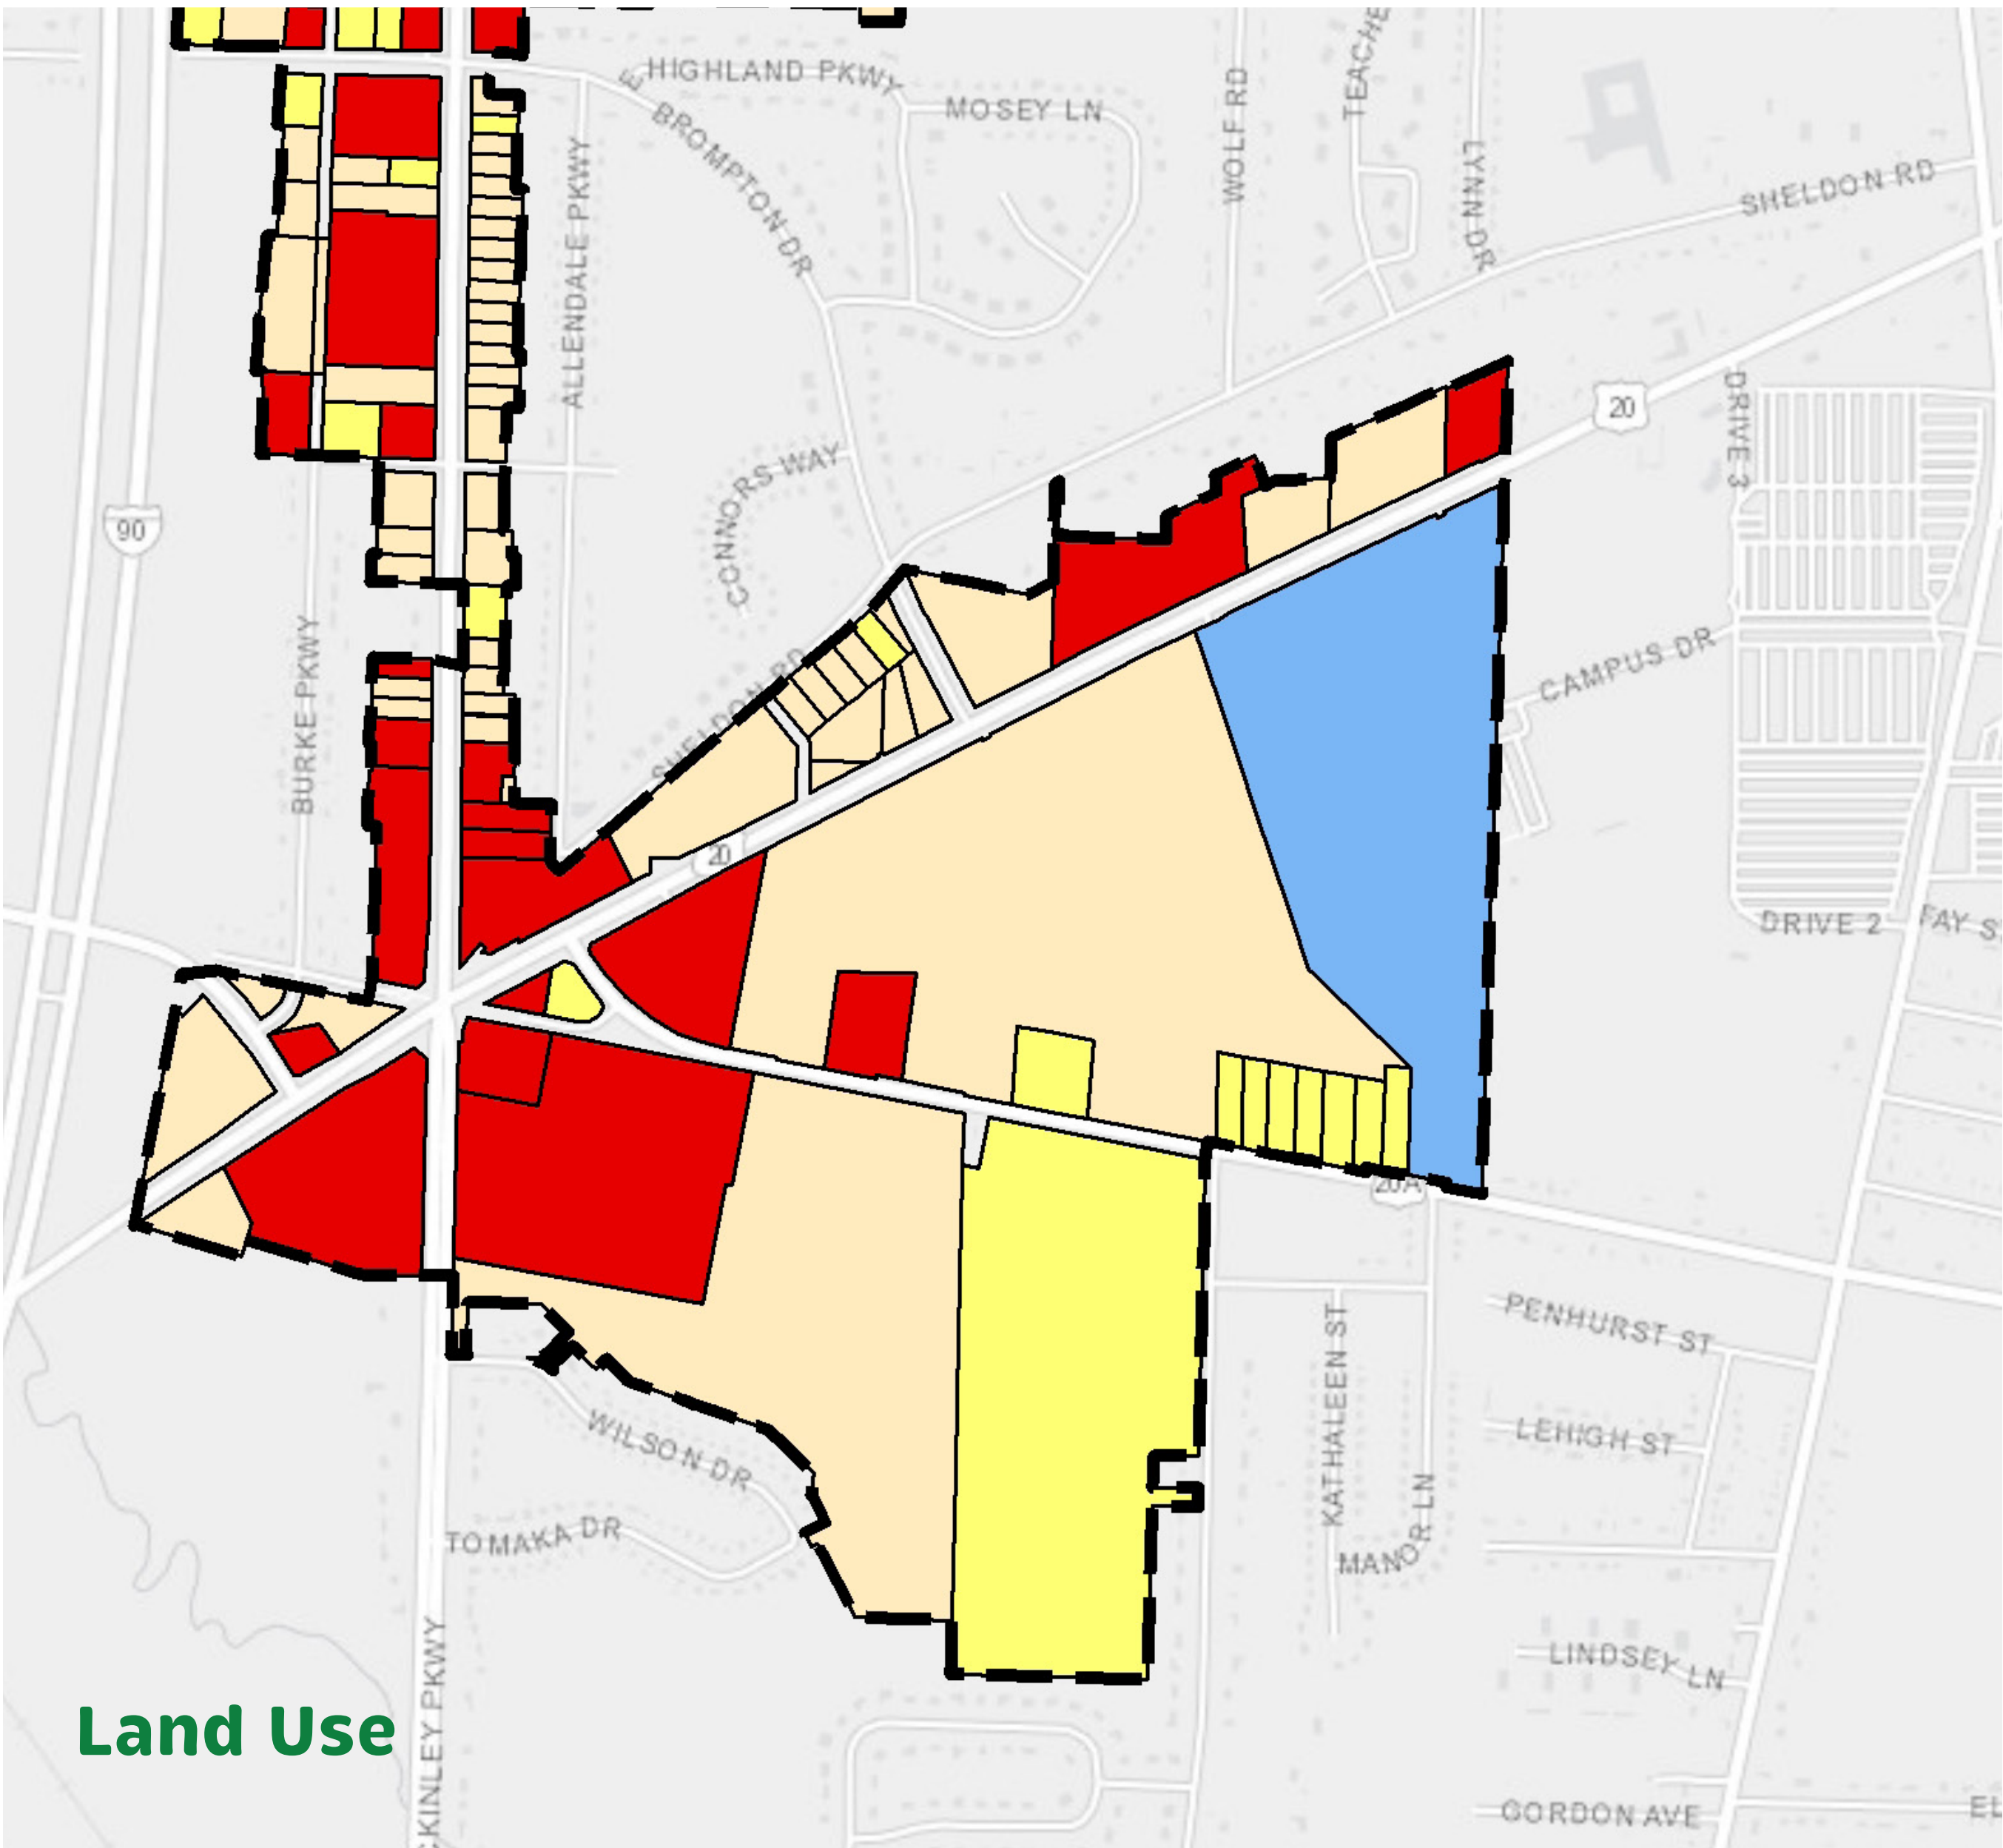 HIGHLAND PKWY
E BROMPTON DR
MOSEY LN
WOLF RD
TEACHE
LYNN DR
SHELDON RD
ALLENDALE PKWY
20
DRIVE 3
CONNORS WAY
90
BURKE PKWY
SHELDON RD
CAMPUS DR
20
DRIVE 2
FAY S
20A
PENHURST ST
KATHALEEN ST
WILSON DR
LEHIGH ST
TOMAKA DR
MANOR LN
LINDSEY LN
Land Use
CKINLEY PKWY
GORDON AVE
EL